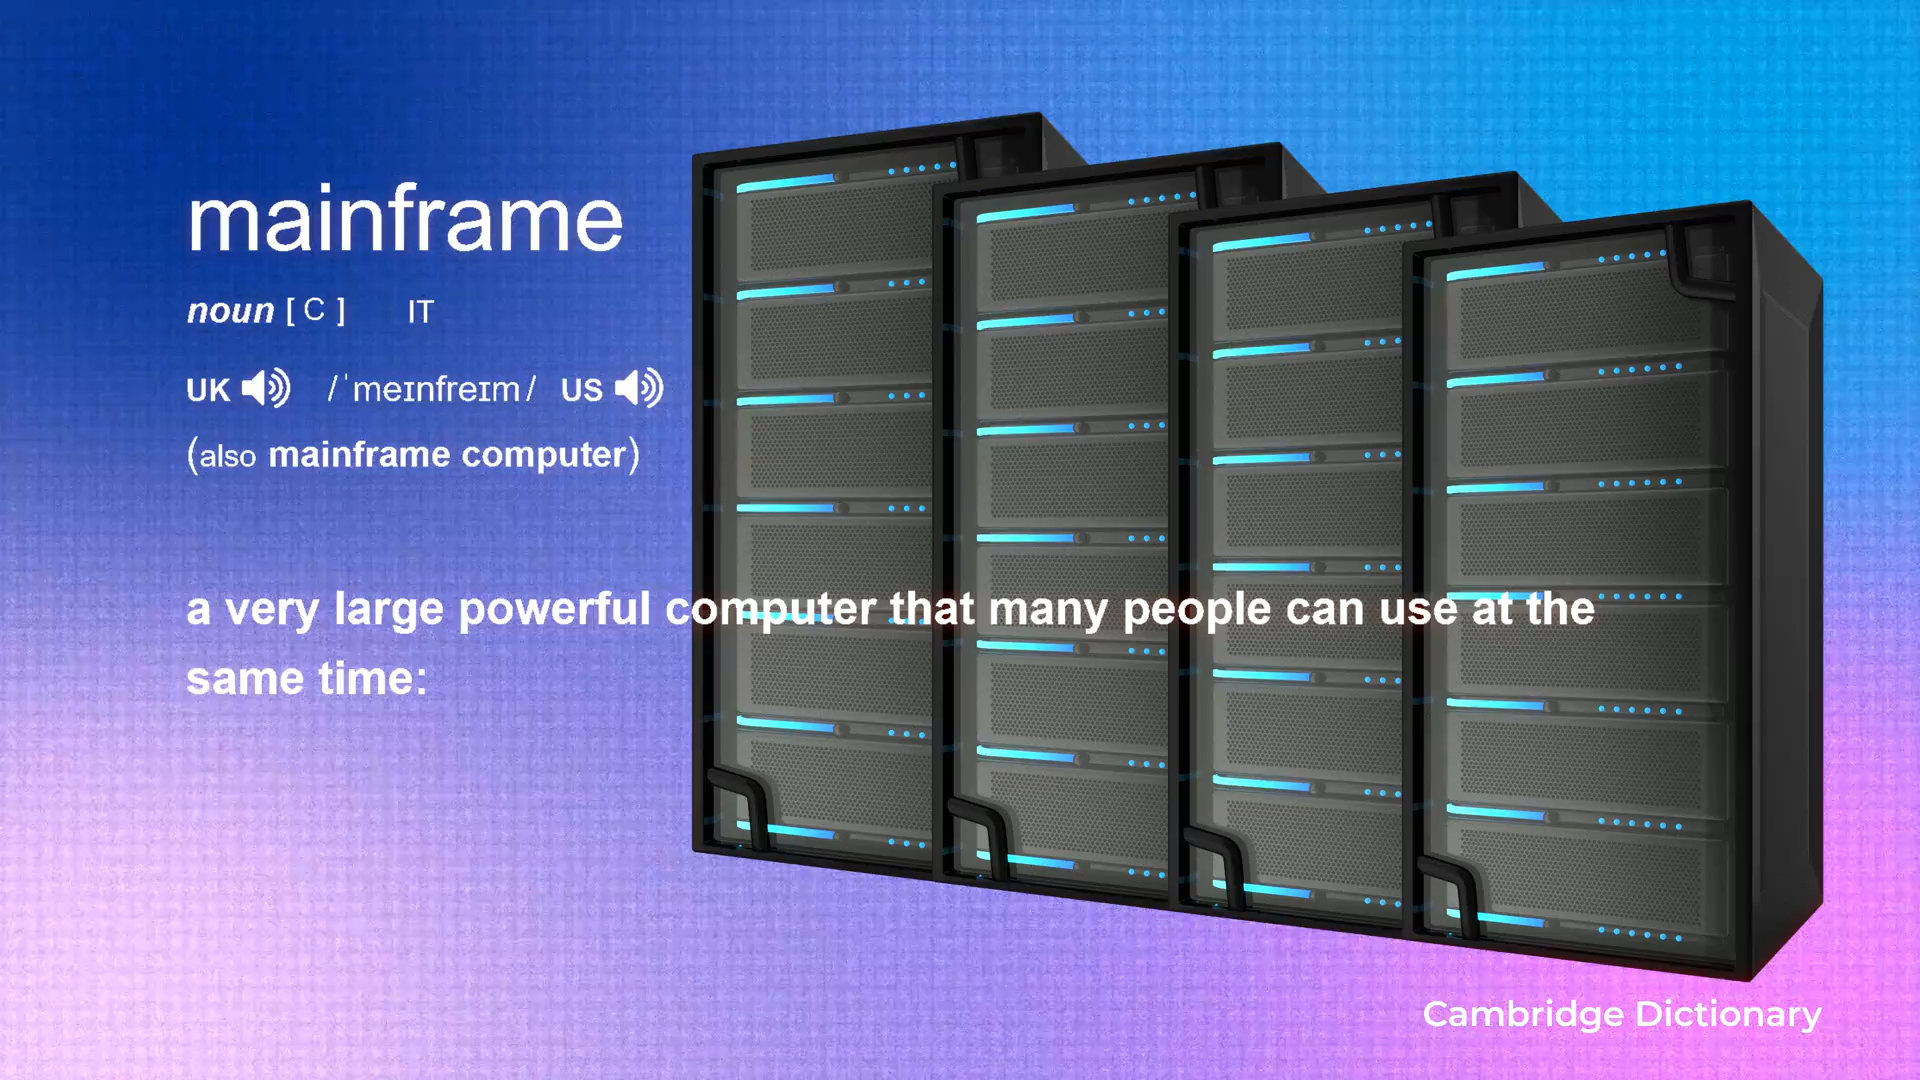 mainframe
noun [ C ] IT
UK /ˈmeɪnfreɪm/ US
(also mainframe computer)
a very large powerful computer that many people can use at the
same time:
Cambridge Dictionary